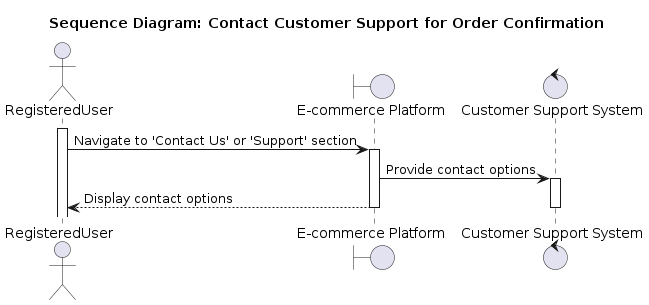 Sequence Diagram: Contact Customer Support for Order Confirmation
RegisteredUser
E-commerce Platform
Customer Support System
Navigate to 'Contact Us' or 'Support' section
Provide contact options
Display contact options
RegisteredUser
E-commerce Platform
Customer Support System